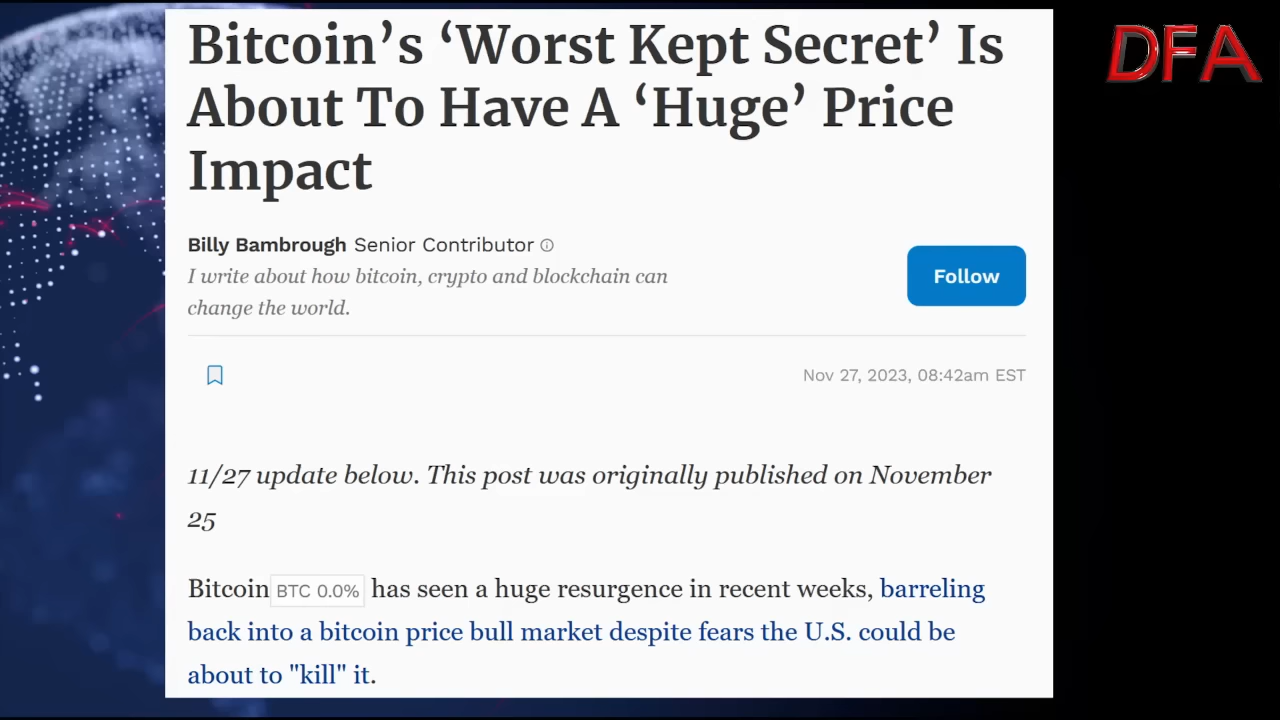 Bitcoin’s ‘Worst Kept Secret’ Is
About To Have A ‘Huge’ Price
Impact
DFA
Billy Bambrough Senior Contributor
I write about how bitcoin, crypto and blockchain can
change the world.
Follow
Nov 27, 2023, 08:42am EST
11/27 update below. This post was originally published on November
25
Bitcoin BTC 0.0% has seen a huge resurgence in recent weeks, barreling
back into a bitcoin price bull market despite fears the U.S. could be
about to "kill" it.